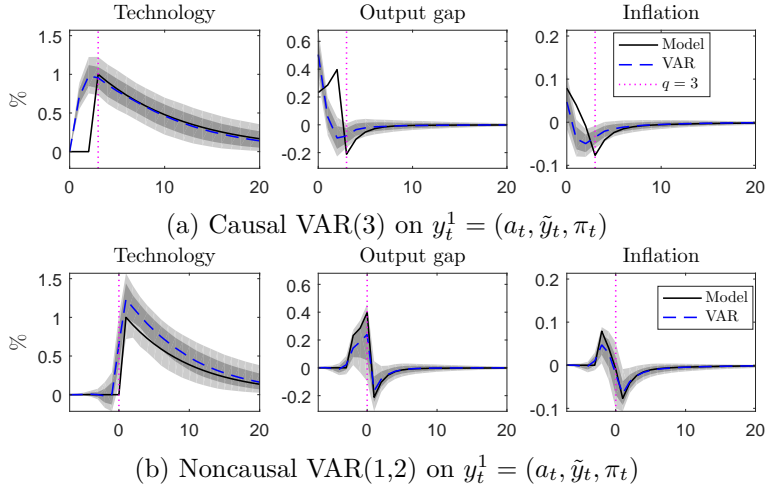 Technology Output gap Inflation
%
1.5
1
0.5
0
0 10 20
0.6
0.4
0.2
0
-0.2
0 10 20
0.2
0.1
0
-0.1
0 10 20
Model
VAR
q = 3
(a) Causal VAR(3) on y_t^1 = (a_t, ỹ_t, π_t)
Technology Output gap Inflation
%
1.5
1
0.5
0
0 10 20
0.6
0.4
0.2
0
-0.2
0 10 20
0.2
0.1
0
-0.1
0 10 20
Model
VAR
(b) Noncausal VAR(1,2) on y_t^1 = (a_t, ỹ_t, π_t)